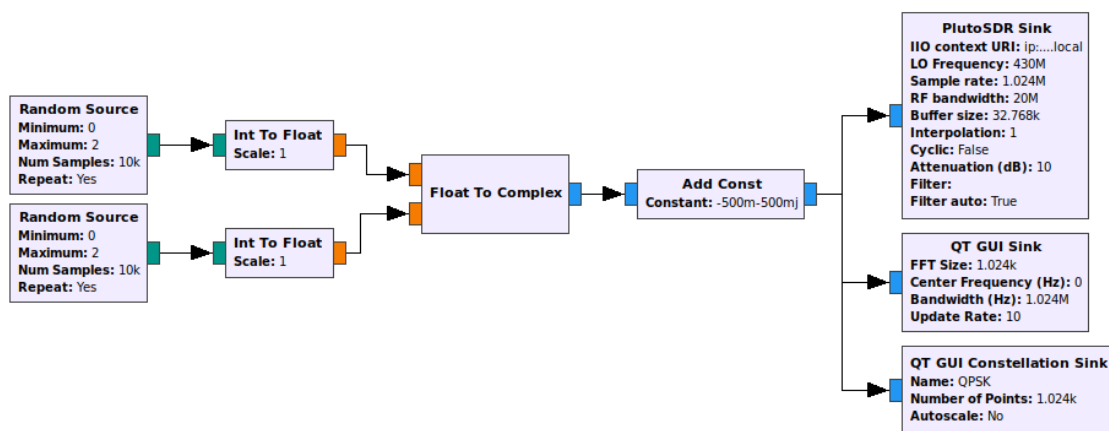 Random Source
Minimum: 0
Maximum: 2
Num Samples: 10k
Repeat: Yes
Random Source
Minimum: 0
Maximum: 2
Num Samples: 10k
Repeat: Yes
Int To Float
Scale: 1
Int To Float
Scale: 1
Float To Complex
Add Const
Constant: -500m-500mj
PlutoSDR Sink
IIO context URI: ip:....local
LO Frequency: 430M
Sample rate: 1.024M
RF bandwidth: 20M
Buffer size: 32.768k
Interpolation: 1
Cyclic: False
Attenuation (dB): 10
Filter:
Filter auto: True
QT GUI Sink
FFT Size: 1.024k
Center Frequency (Hz): 0
Bandwidth (Hz): 1.024M
Update Rate: 10
QT GUI Constellation Sink
Name: QPSK
Number of Points: 1.024k
Autoscale: No